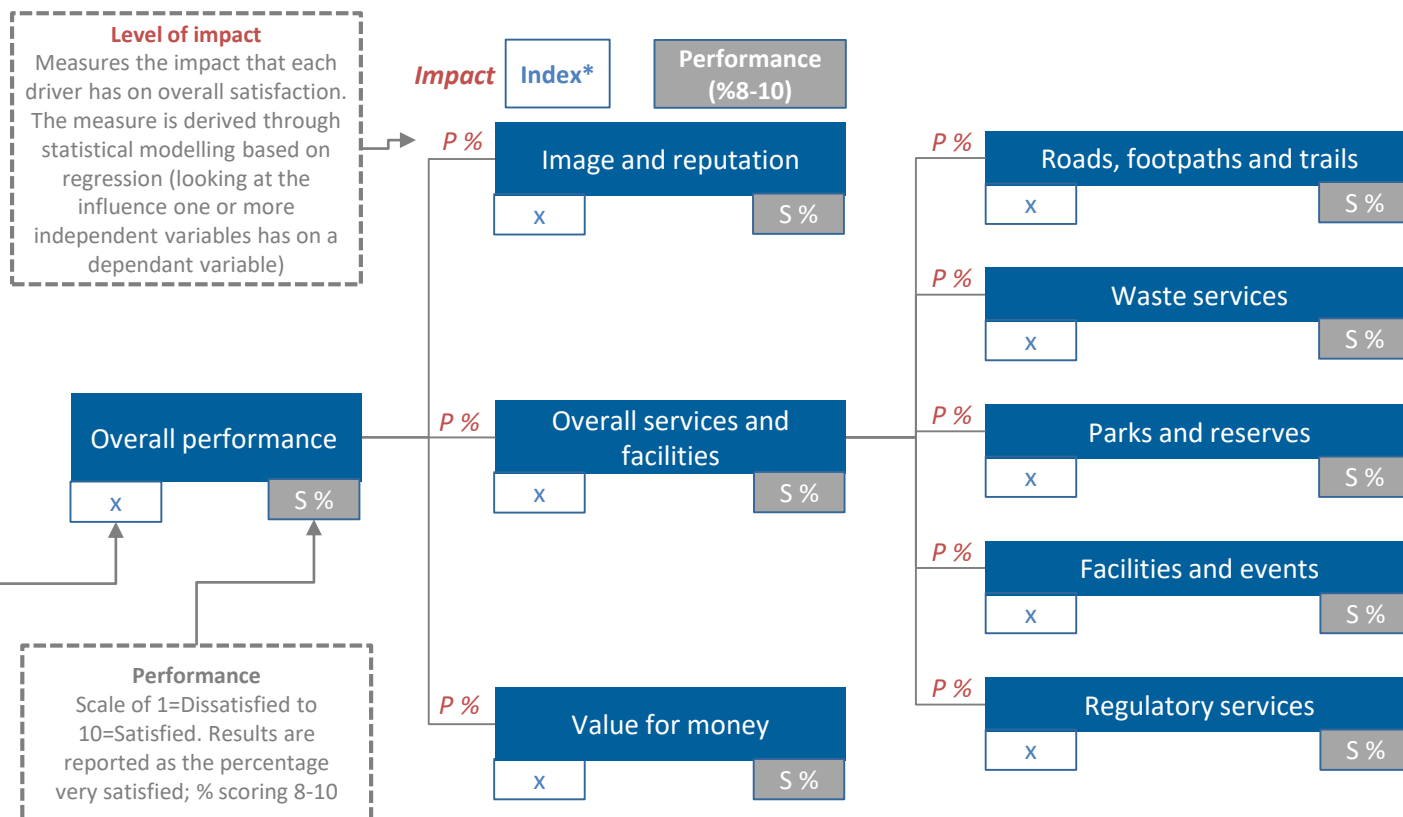 Level of impact
Measures the impact that each
driver has on overall satisfaction.
The measure is derived through
statistical modelling based on
regression (looking at the
influence one or more
independent variables has on a
dependant variable)
Impact
Index*
Performance
(%8-10)
P %
Image and reputation
x
S %
P %
Roads, footpaths and trails
x
S %
P %
Waste services
x
S %
Overall performance
x
S %
P %
Overall services and
facilities
x
S %
P %
Parks and reserves
x
S %
P %
Facilities and events
x
S %
Performance
Scale of 1=Dissatisfied to
10=Satisfied. Results are
reported as the percentage
very satisfied; % scoring 8-10
P %
Value for money
x
S %
P %
Regulatory services
x
S %